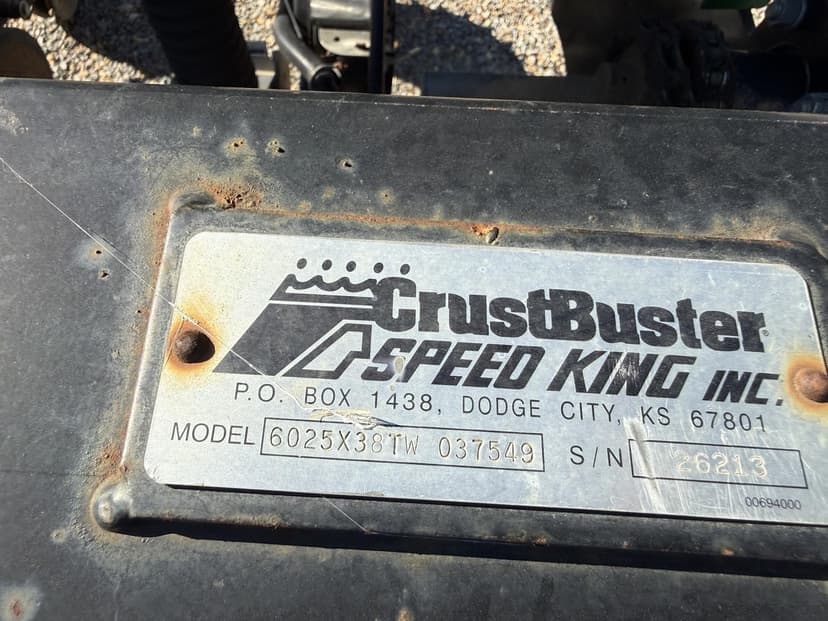 CrustBuster®
SPEED KING INC.
P.O. BOX 1438, DODGE CITY, KS 67801
MODEL 6025X38TW 037549 S/N 26213
00694000